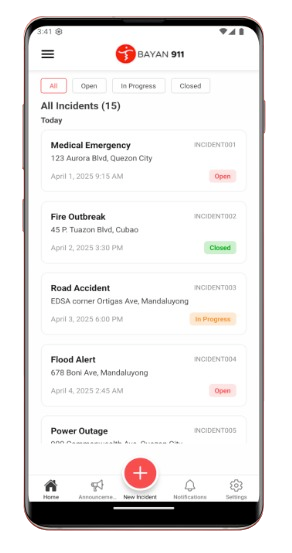 3:41
BAYAN 911
All Open In Progress Closed
All Incidents (15)
Today
Medical Emergency INCIDENT001
123 Aurora Blvd, Quezon City
April 1, 2025 9:15 AM Open
Fire Outbreak INCIDENT002
45 P. Tuazon Blvd, Cubao
April 2, 2025 3:30 PM Closed
Road Accident INCIDENT003
EDSA corner Ortigas Ave, Mandaluyong
April 3, 2025 6:00 PM In Progress
Flood Alert INCIDENT004
678 Boni Ave, Mandaluyong
April 4, 2025 2:45 AM Open
Power Outage INCIDENT005
Commonwealth Ave, Quezon City
Home Announceme... New Incident Notifications Settings